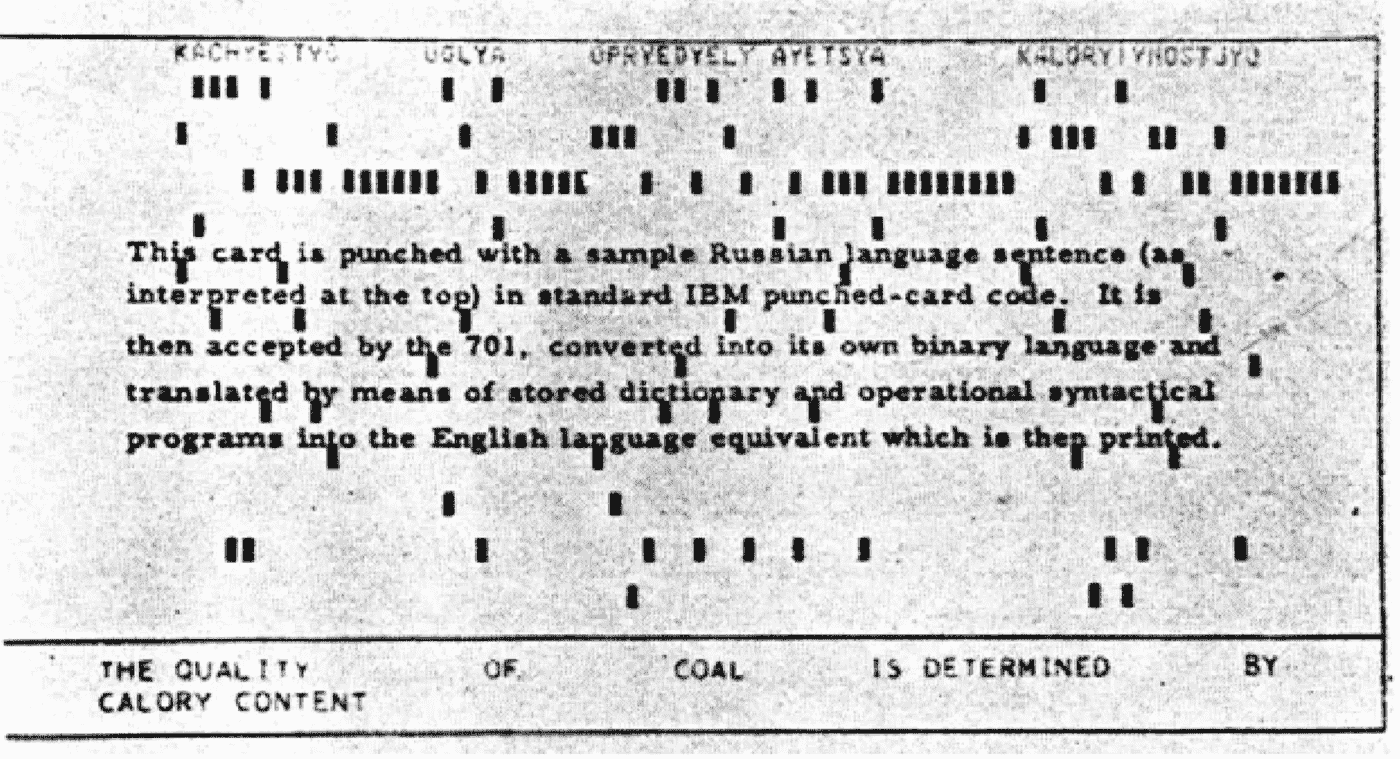 KACHYESTVO UGLYA OPRYEDYELY AYETSYA KALORYIYNOSTJYU
This card is punched with a sample Russian language sentence (as
interpreted at the top) in standard IBM punched-card code. It is
then accepted by the 701, converted into its own binary language and
translated by means of stored dictionary and operational syntactical
programs into the English language equivalent which is then printed.
THE QUALITY OF COAL IS DETERMINED BY
CALORY CONTENT